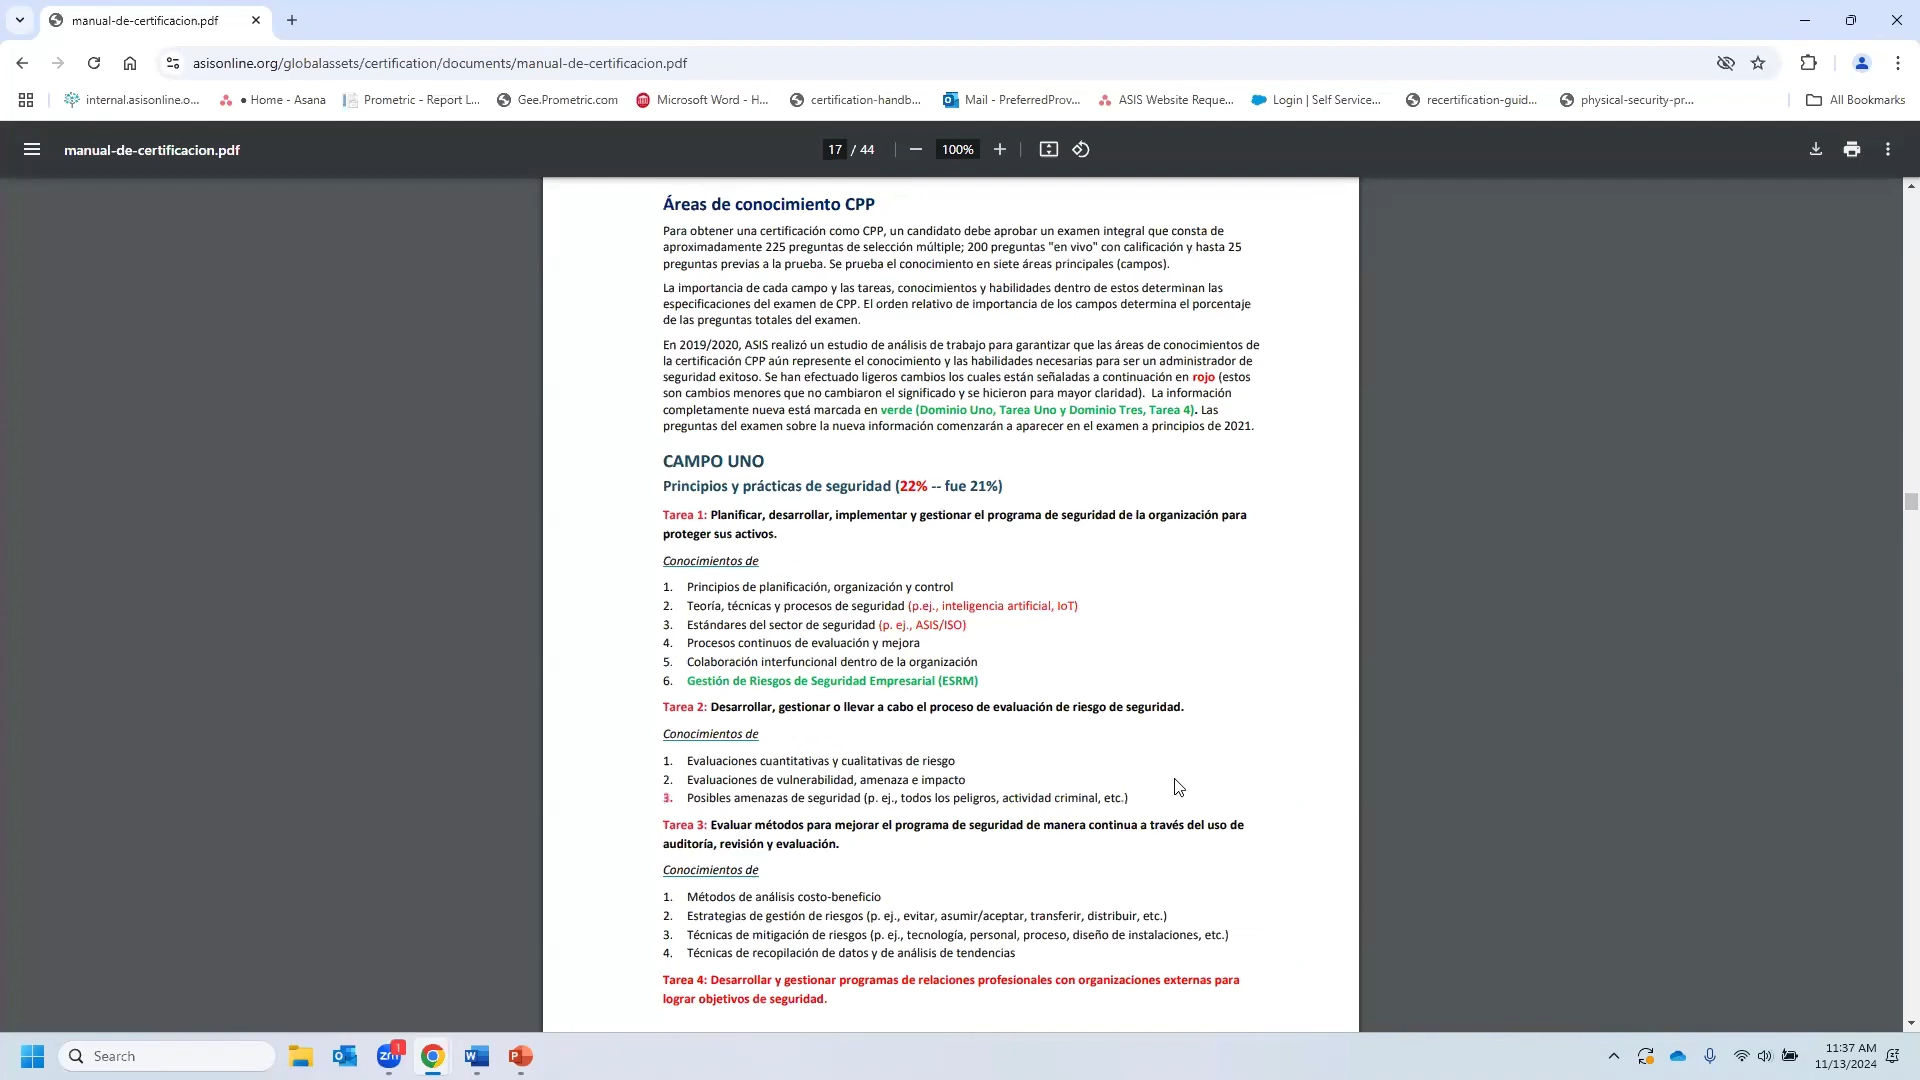 manual-de-certificacion.pdf
asisonline.org/globalassets/certification/documents/manual-de-certificacion.pdf
internal.asisonline.o...
• Home - Asana
Prometric - Report L...
Gee.Prometric.com
Microsoft Word - H...
certification-handb...
Mail - PreferredProv...
ASIS Website Reque...
Login | Self Service...
recertification-guid...
physical-security-pr...
All Bookmarks
manual-de-certificacion.pdf
17 / 44
100%
Áreas de conocimiento CPP
Para obtener una certificación como CPP, un candidato debe aprobar un examen integral que consta de
aproximadamente 225 preguntas de selección múltiple; 200 preguntas "en vivo" con calificación y hasta 25
preguntas previas a la prueba. Se prueba el conocimiento en siete áreas principales (campos).
La importancia de cada campo y las tareas, conocimientos y habilidades dentro de estos determinan las
especificaciones del examen de CPP. El orden relativo de importancia de los campos determina el porcentaje
de las preguntas totales del examen.
En 2019/2020, ASIS realizó un estudio de análisis de trabajo para garantizar que las áreas de conocimientos de
la certificación CPP aún represente el conocimiento y las habilidades necesarias para ser un administrador de
seguridad exitoso. Se han efectuado ligeros cambios los cuales están señaladas a continuación en rojo (estos
son cambios menores que no cambiaron el significado y se hicieron para mayor claridad). La información
completamente nueva está marcada en verde (Dominio Uno, Tarea Uno y Dominio Tres, Tarea 4). Las
preguntas del examen sobre la nueva información comenzarán a aparecer en el examen a principios de 2021.
CAMPO UNO
Principios y prácticas de seguridad (22% -- fue 21%)
Tarea 1: Planificar, desarrollar, implementar y gestionar el programa de seguridad de la organización para
proteger sus activos.
Conocimientos de
1. Principios de planificación, organización y control
2. Teoría, técnicas y procesos de seguridad (p.ej., inteligencia artificial, IoT)
3. Estándares del sector de seguridad (p. ej., ASIS/ISO)
4. Procesos continuos de evaluación y mejora
5. Colaboración interfuncional dentro de la organización
6. Gestión de Riesgos de Seguridad Empresarial (ESRM)
Tarea 2: Desarrollar, gestionar o llevar a cabo el proceso de evaluación de riesgo de seguridad.
Conocimientos de
1. Evaluaciones cuantitativas y cualitativas de riesgo
2. Evaluaciones de vulnerabilidad, amenaza e impacto
3. Posibles amenazas de seguridad (p. ej., todos los peligros, actividad criminal, etc.)
Tarea 3: Evaluar métodos para mejorar el programa de seguridad de manera continua a través del uso de
auditoría, revisión y evaluación.
Conocimientos de
1. Métodos de análisis costo-beneficio
2. Estrategias de gestión de riesgos (p. ej., evitar, asumir/aceptar, transferir, distribuir, etc.)
3. Técnicas de mitigación de riesgos (p. ej., tecnología, personal, proceso, diseño de instalaciones, etc.)
4. Técnicas de recopilación de datos y de análisis de tendencias
Tarea 4: Desarrollar y gestionar programas de relaciones profesionales con organizaciones externas para
lograr objetivos de seguridad.
Search
zm
1
11:37 AM
11/13/2024